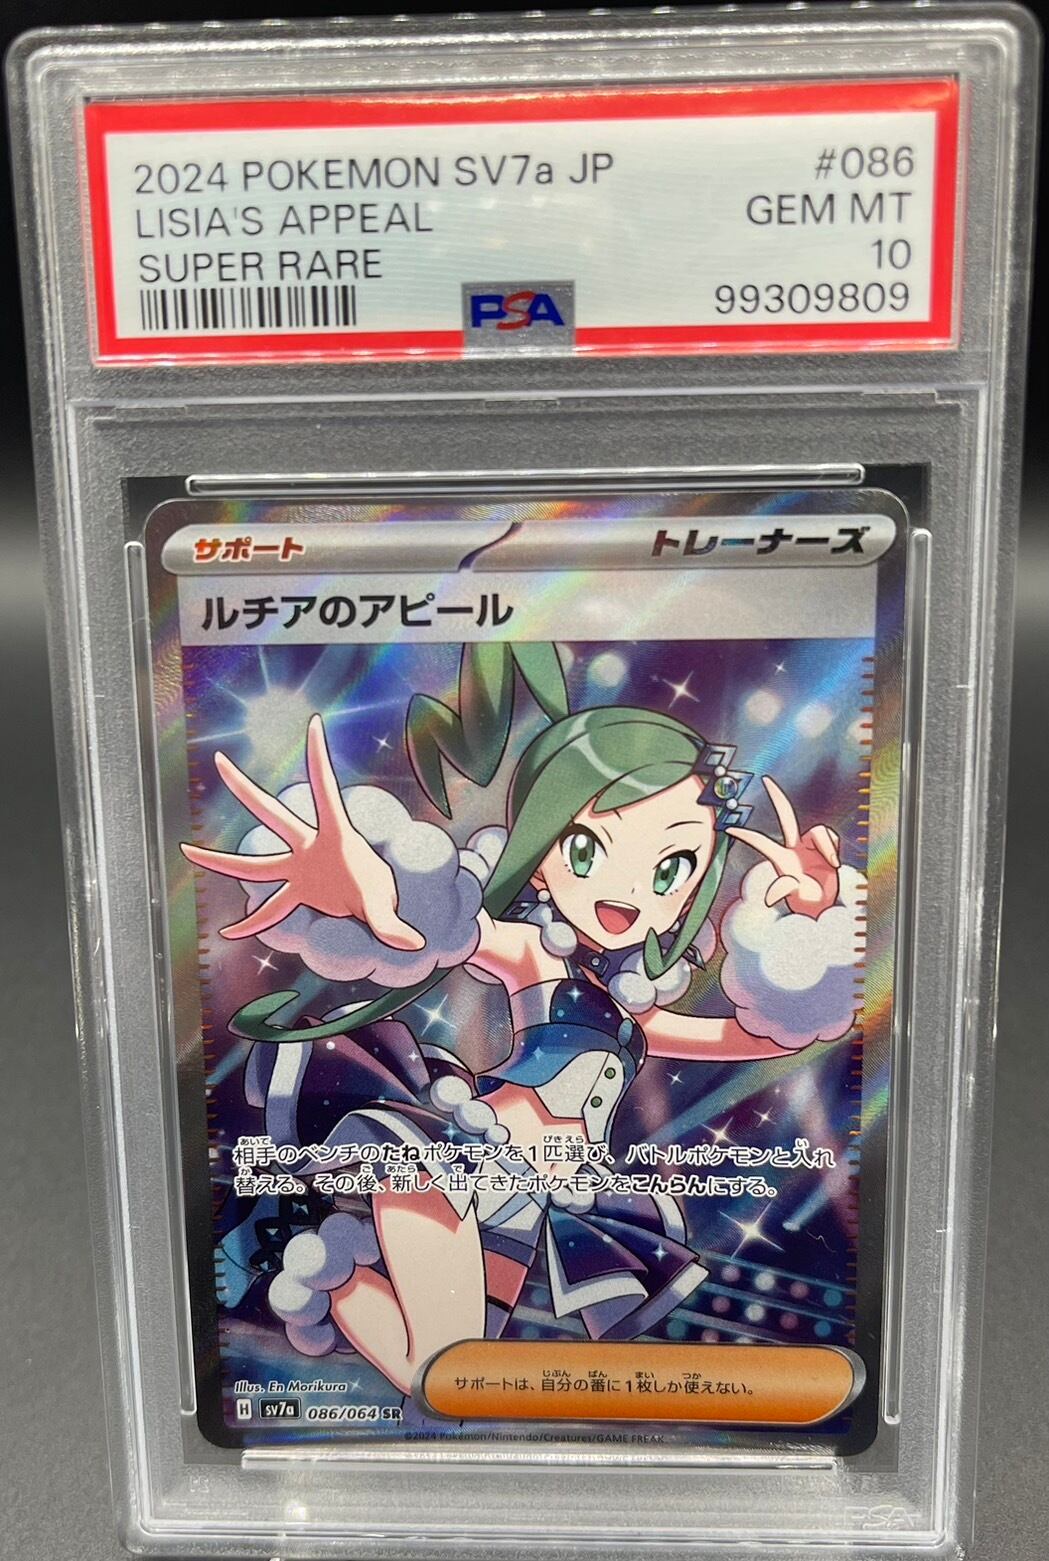 2024 POKEMON SV7a JP #086
LISIA'S APPEAL GEM MT
SUPER RARE 10
PSA 99309809
サポート トレーナーズ
ルチアのアピール
相手のベンチのたねポケモンを1匹選び、バトルポケモンと入れ
替える。その後、新しく出てきたポケモンをこんらんにする。
サポートは、自分の番に1枚しか使えない。
Illus. En Morikura
H sv7a 086/064 SR
©2024 Pokémon/Nintendo/Creatures/GAME FREAK
PSA